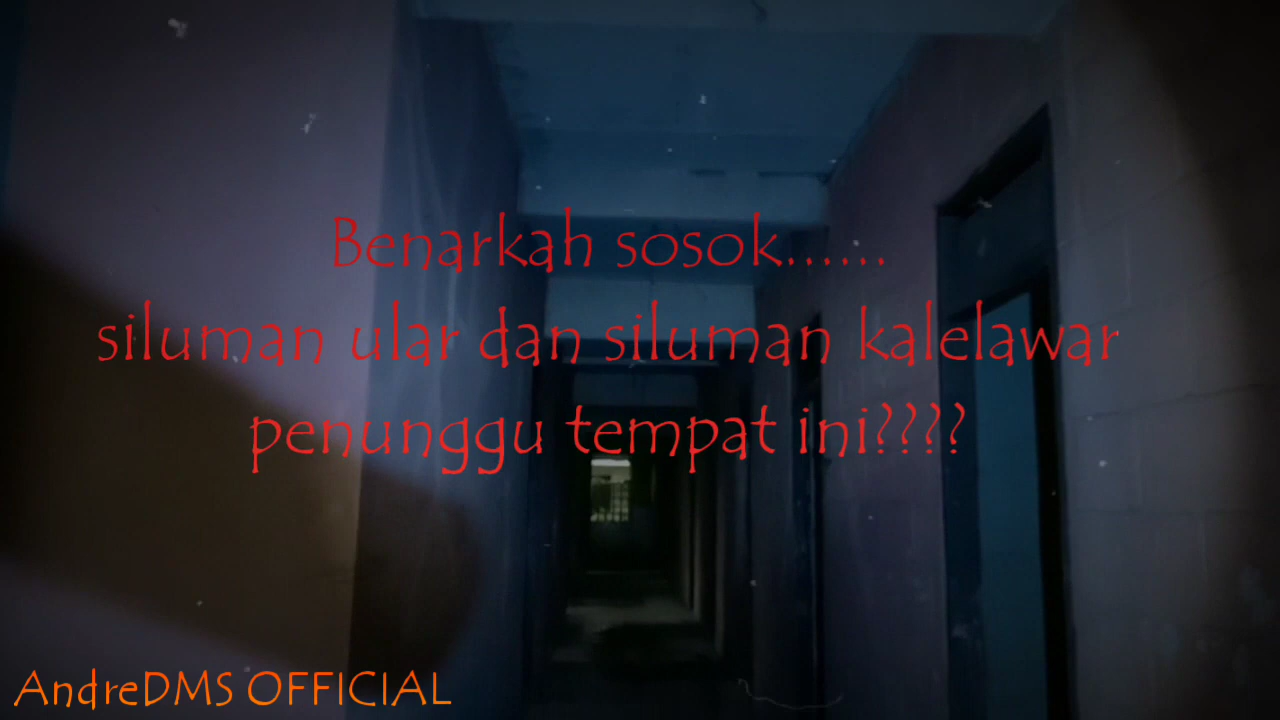 Benarkah sosok......
siluman ular dan siluman kalelawar
penunggu tempat ini????
AndreDMS OFFICIAL